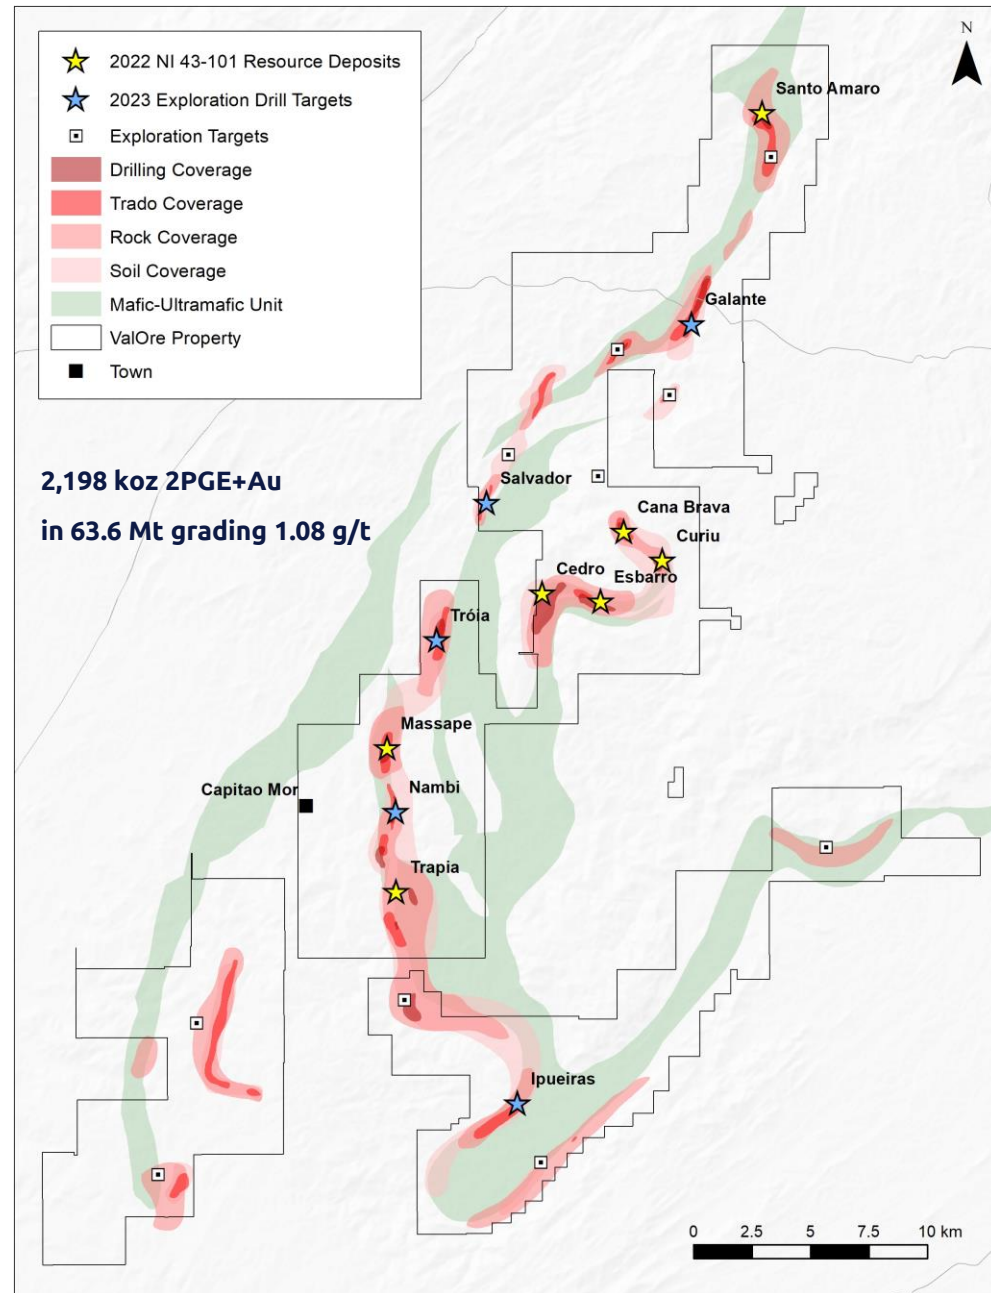 N
2022 NI 43-101 Resource Deposits
2023 Exploration Drill Targets
Exploration Targets
Drilling Coverage
Trado Coverage
Rock Coverage
Soil Coverage
Mafic-Ultramafic Unit
ValOre Property
Town
Santo Amaro
Galante
2,198 koz 2PGE+Au
in 63.6 Mt grading 1.08 g/t
Salvador
Cana Brava
Curiu
Cedro
Esbarro
Tróia
Massape
Capitao Mor
Nambi
Trapia
Ipueiras
0 2.5 5 7.5 10 km